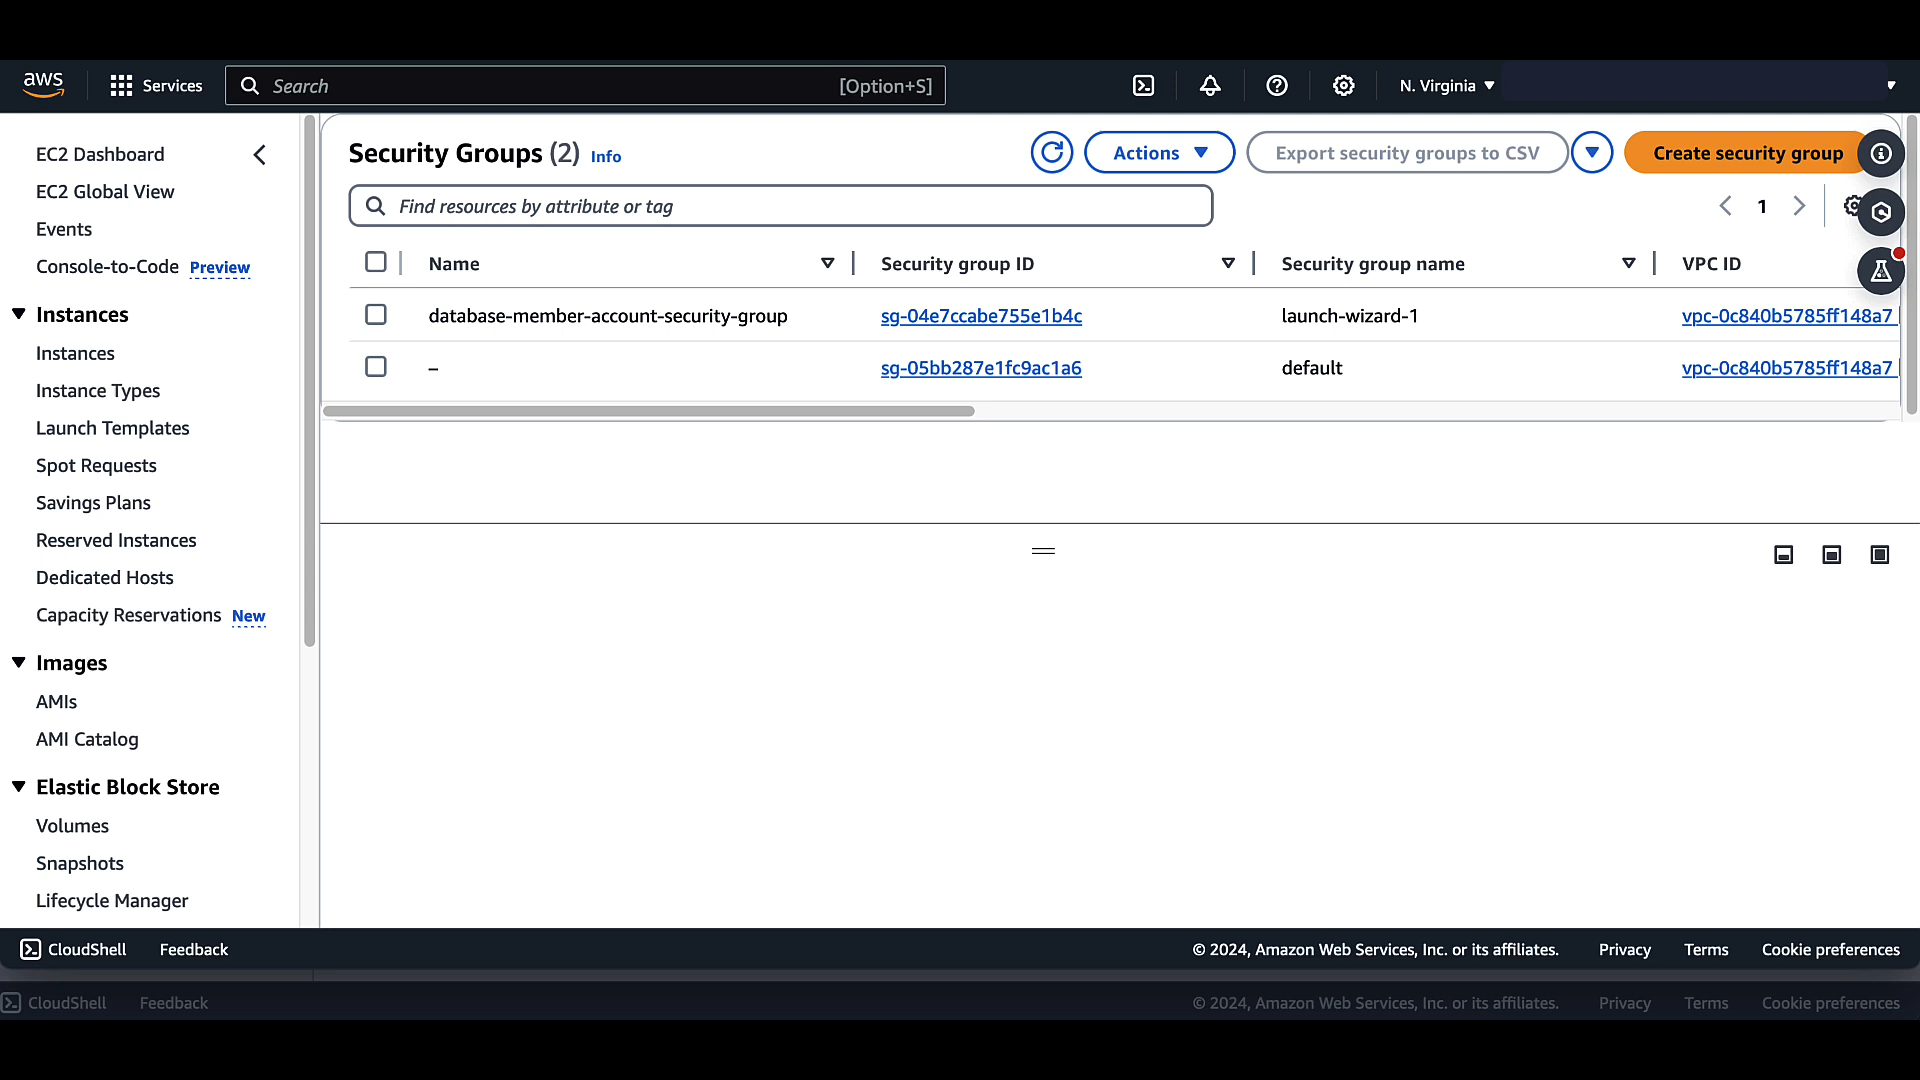 aws
Services
Search [Option+S]
N. Virginia
EC2 Dashboard
EC2 Global View
Events
Console-to-Code Preview
Instances
Instances
Instance Types
Launch Templates
Spot Requests
Savings Plans
Reserved Instances
Dedicated Hosts
Capacity Reservations New
Images
AMIs
AMI Catalog
Elastic Block Store
Volumes
Snapshots
Lifecycle Manager
Security Groups (2) Info
Actions
Export security groups to CSV
Create security group
Find resources by attribute or tag
1
Name Security group ID Security group name VPC ID
database-member-account-security-group sg-04e7ccabe755e1b4c launch-wizard-1 vpc-0c840b5785ff148a7
– sg-05bb287e1fc9ac1a6 default vpc-0c840b5785ff148a7
CloudShell Feedback © 2024, Amazon Web Services, Inc. or its affiliates. Privacy Terms Cookie preferences
CloudShell Feedback © 2024, Amazon Web Services, Inc. or its affiliates. Privacy Terms Cookie preferences